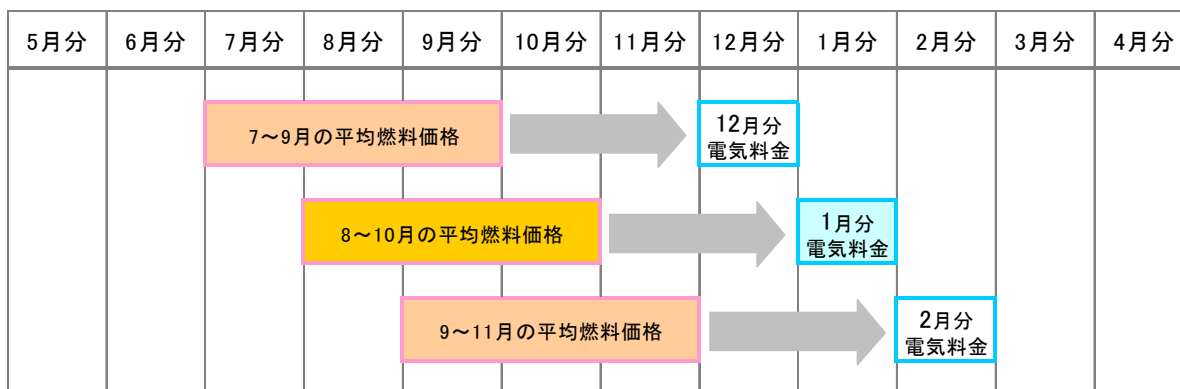 5月分 6月分 7月分 8月分 9月分 10月分 11月分 12月分 1月分 2月分 3月分 4月分
7～9月の平均燃料価格
12月分
電気料金
8～10月の平均燃料価格
1月分
電気料金
9～11月の平均燃料価格
2月分
電気料金